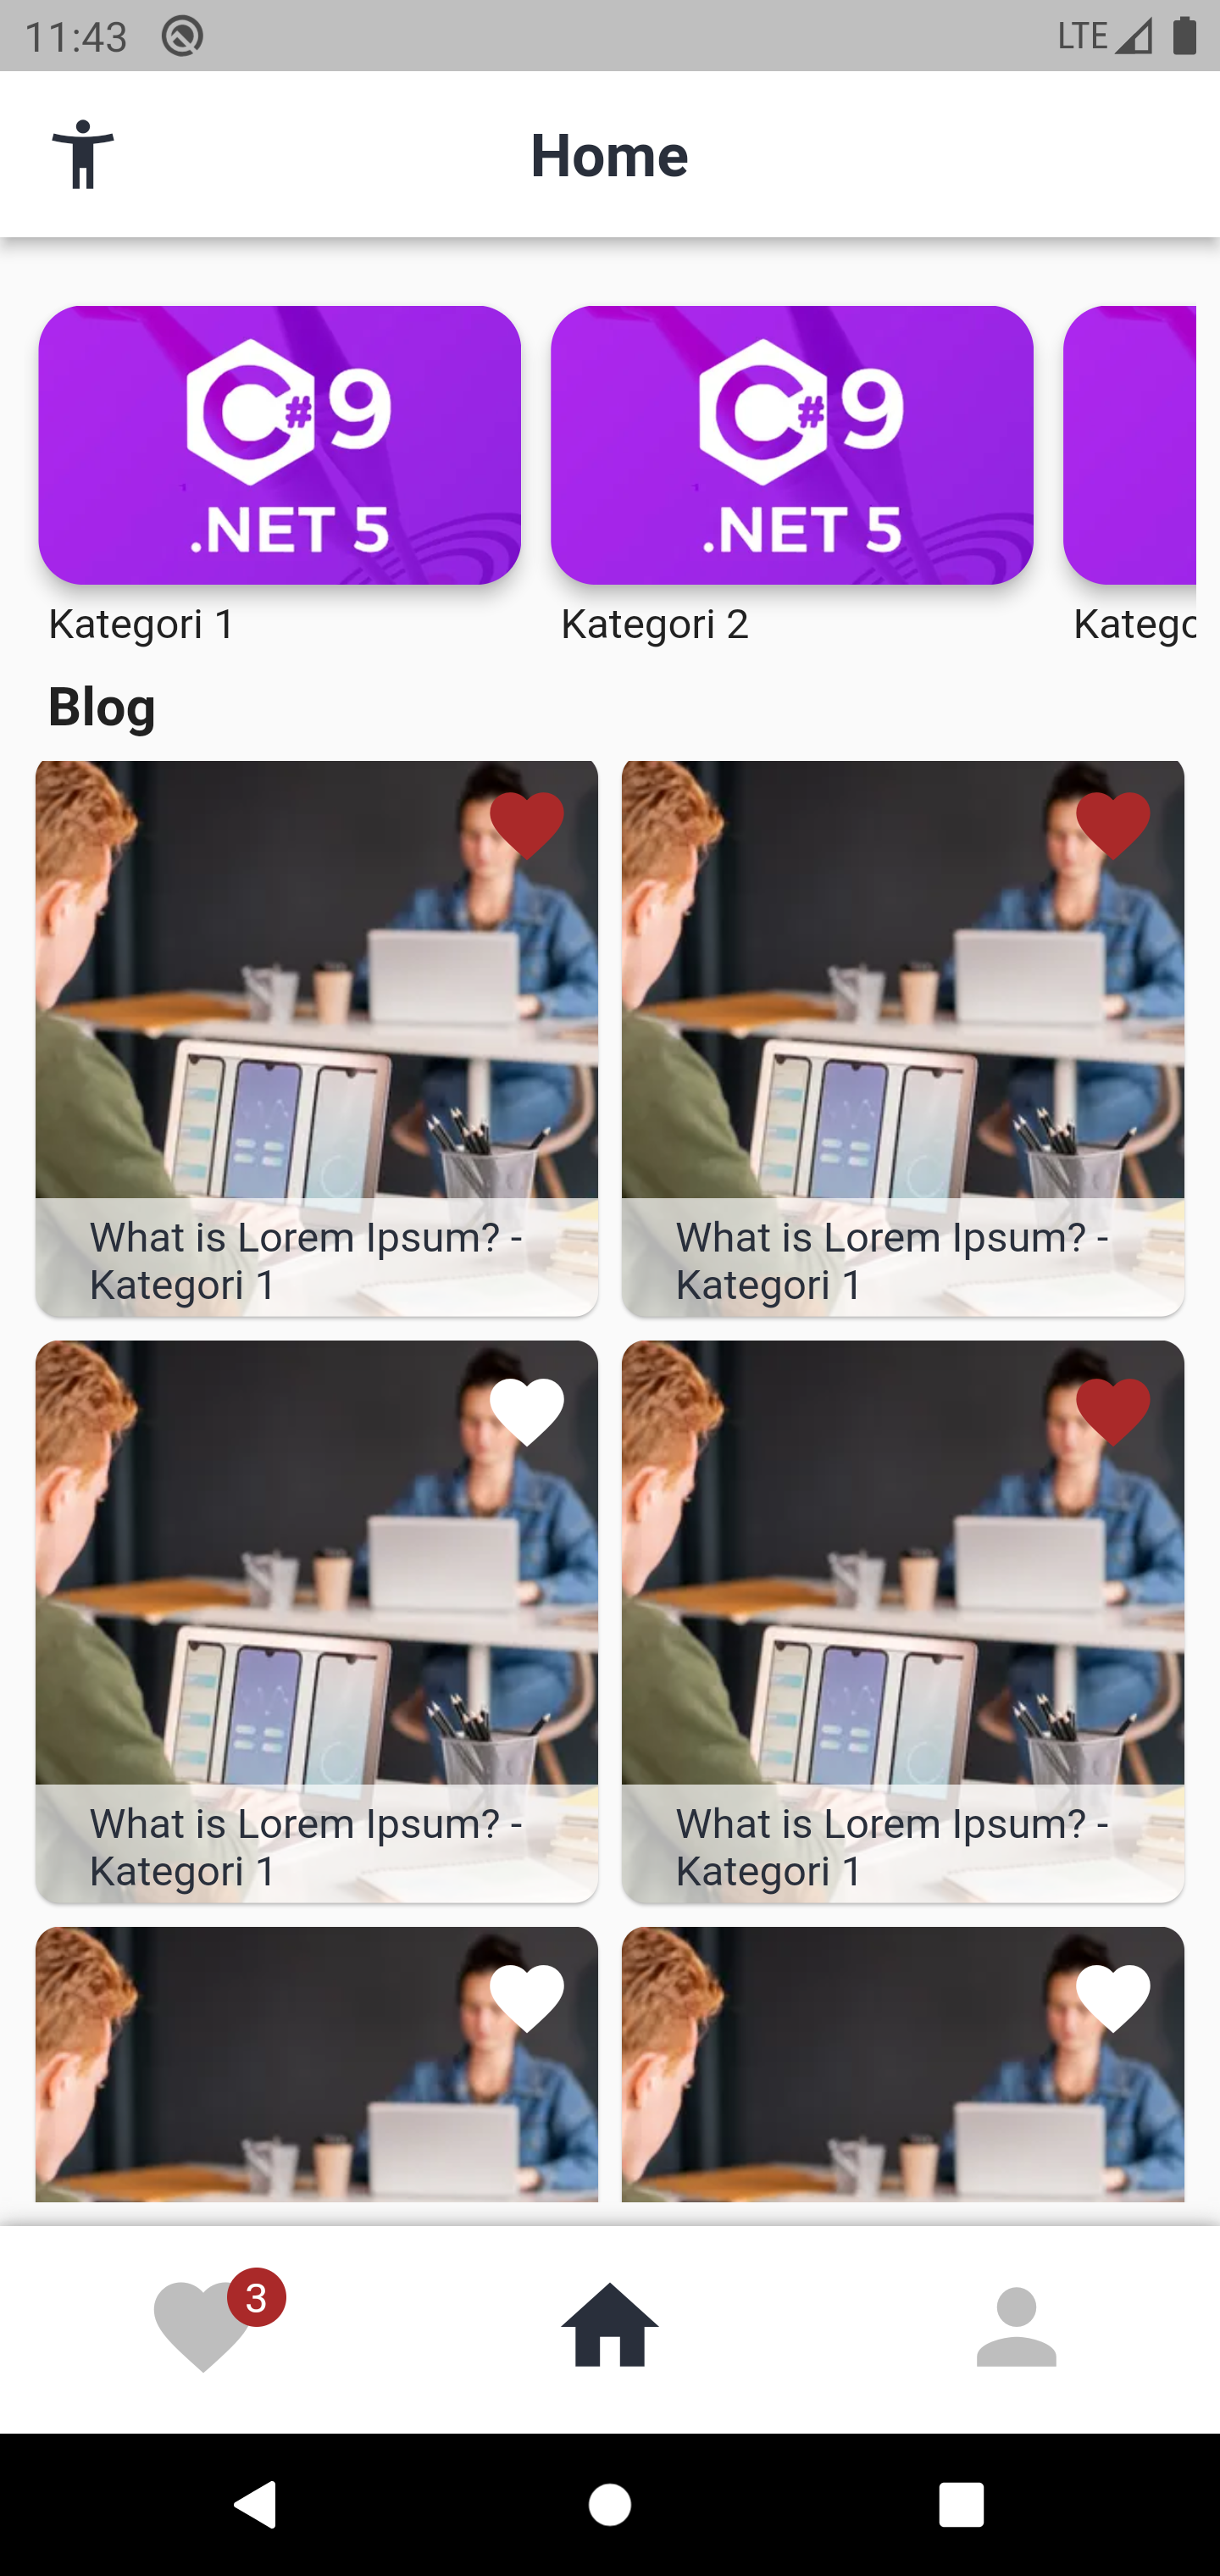 11:43
LTE
Home
C# 9
.NET 5
C# 9
.NET 5
Kategori 1
Kategori 2
Blog
What is Lorem Ipsum? -
Kategori 1
What is Lorem Ipsum? -
Kategori 1
What is Lorem Ipsum? -
Kategori 1
What is Lorem Ipsum? -
Kategori 1
3